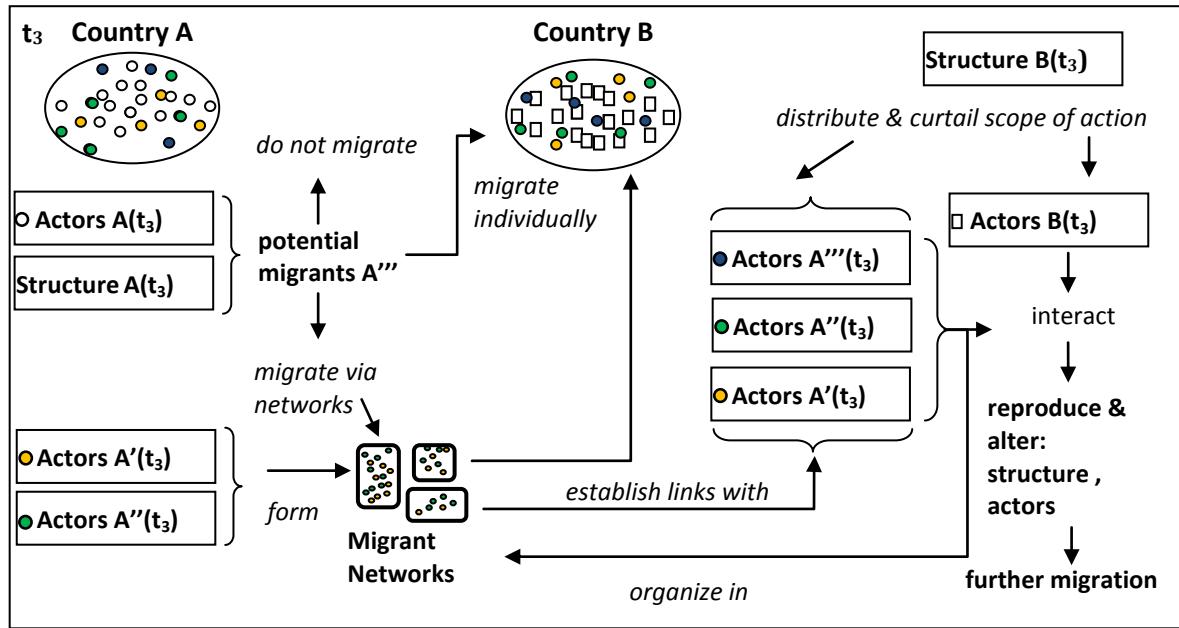 t₃
Country A
Country B
Structure B(t₃)
distribute & curtail scope of action
do not migrate
migrate
individually
Actors A(t₃)
Structure A(t₃)
potential
migrants A’’’
Actors B(t₃)
Actors A’’’(t₃)
Actors A’’(t₃)
Actors A'(t₃)
interact
migrate via
networks
reproduce &
alter:
structure ,
actors
Actors A'(t₃)
Actors A’’(t₃)
form
establish links with
Migrant
Networks
further migration
organize in